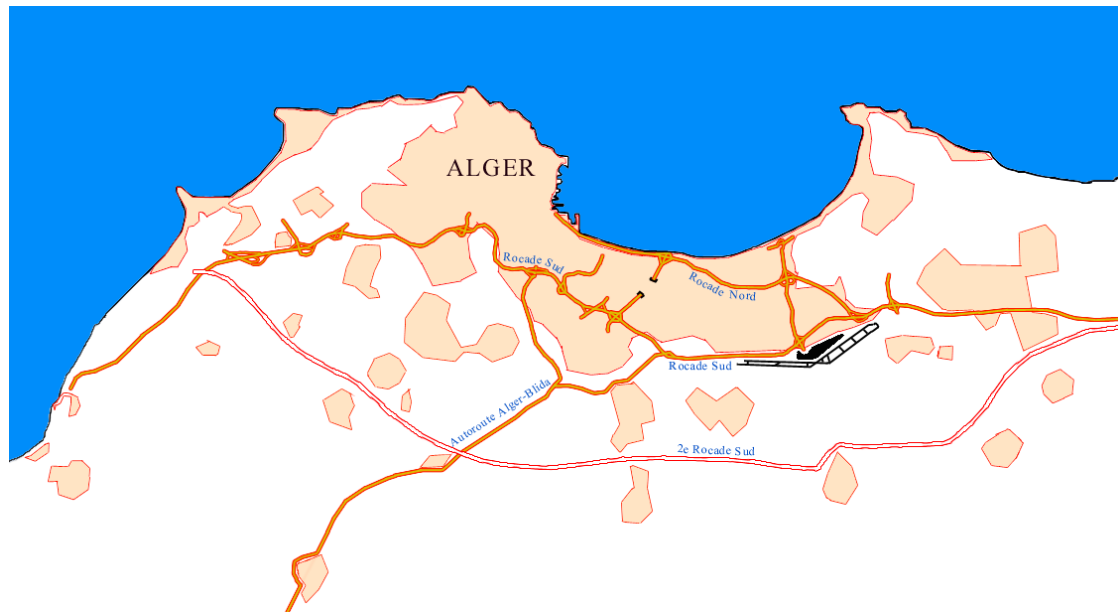 ALGER
Rocade Sud
Rocade Nord
Rocade Sud
Autoroute Alger-Blida
2e Rocade Sud